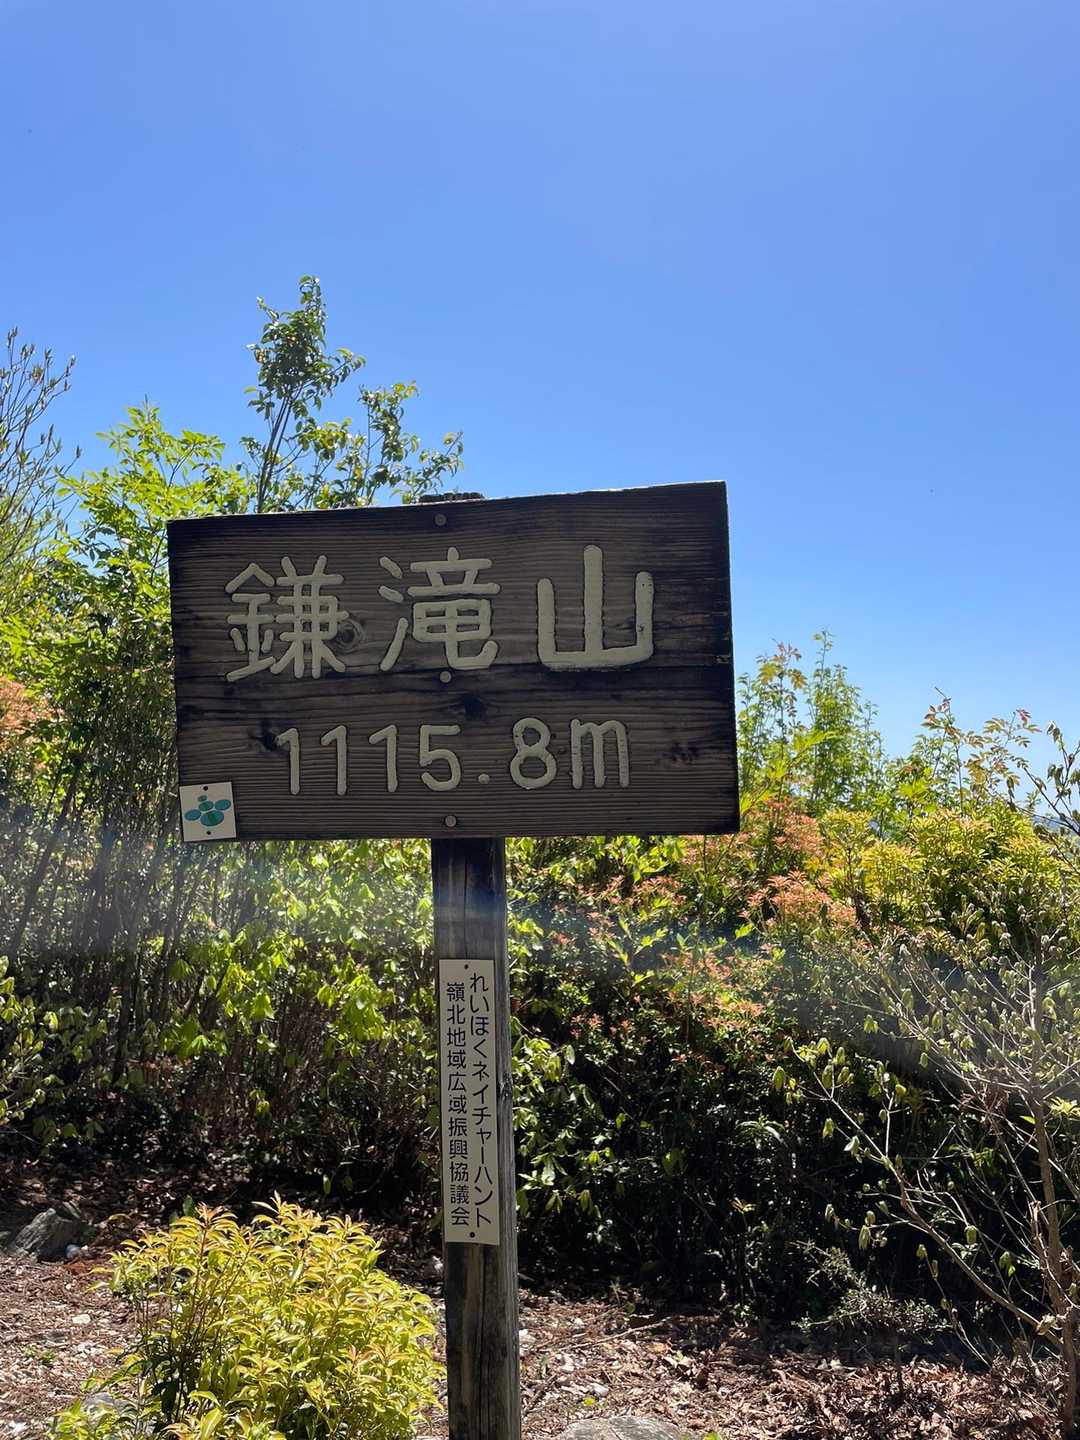 鎌滝山
1115.8m
れいほくネイチャーハント
嶺北地域広域振興協議会